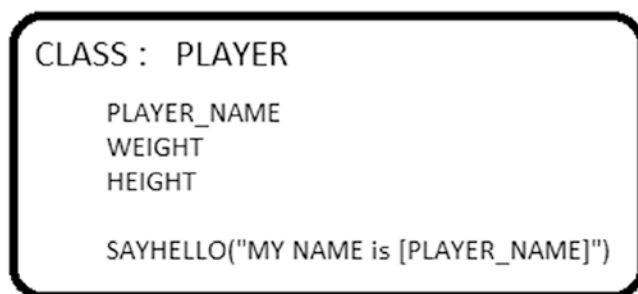 CLASS : PLAYER
PLAYER_NAME
WEIGHT
HEIGHT
SAYHELLO("MY NAME is [PLAYER_NAME]")